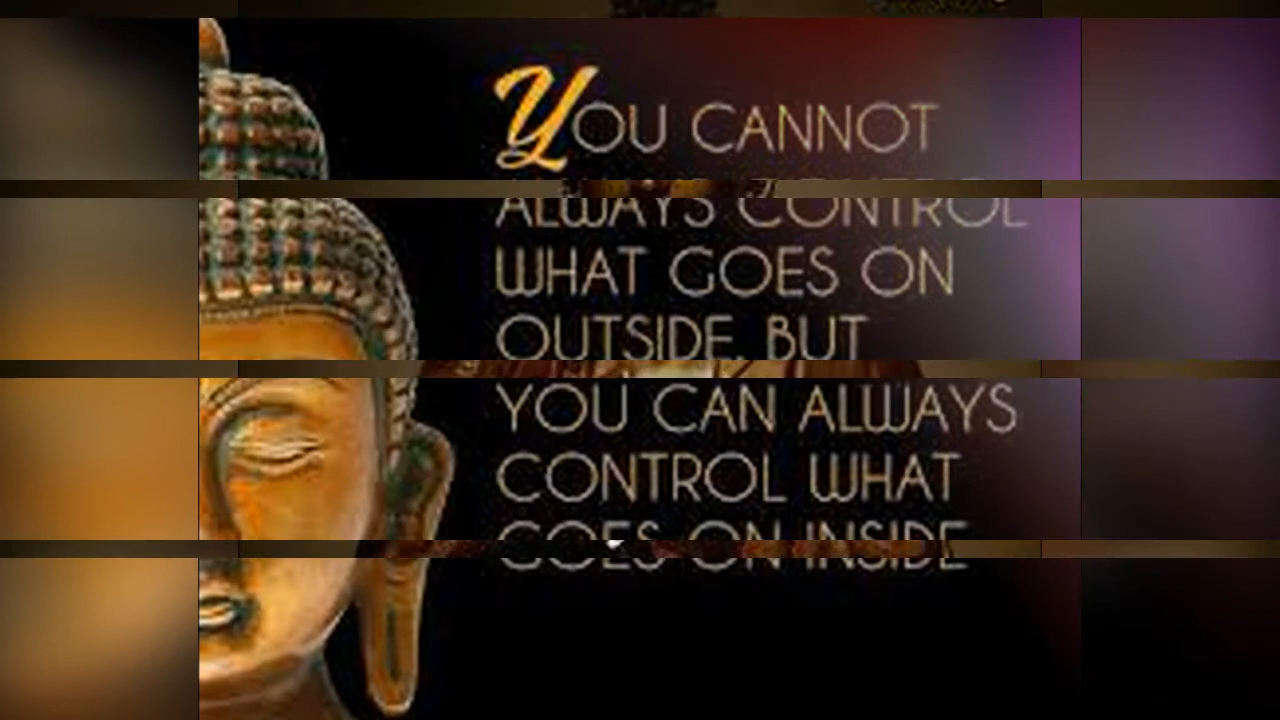 YOU CANNOT
ALWAYS CONTROL
WHAT GOES ON
OUTSIDE, BUT
YOU CAN ALWAYS
CONTROL WHAT
GOES ON INSIDE